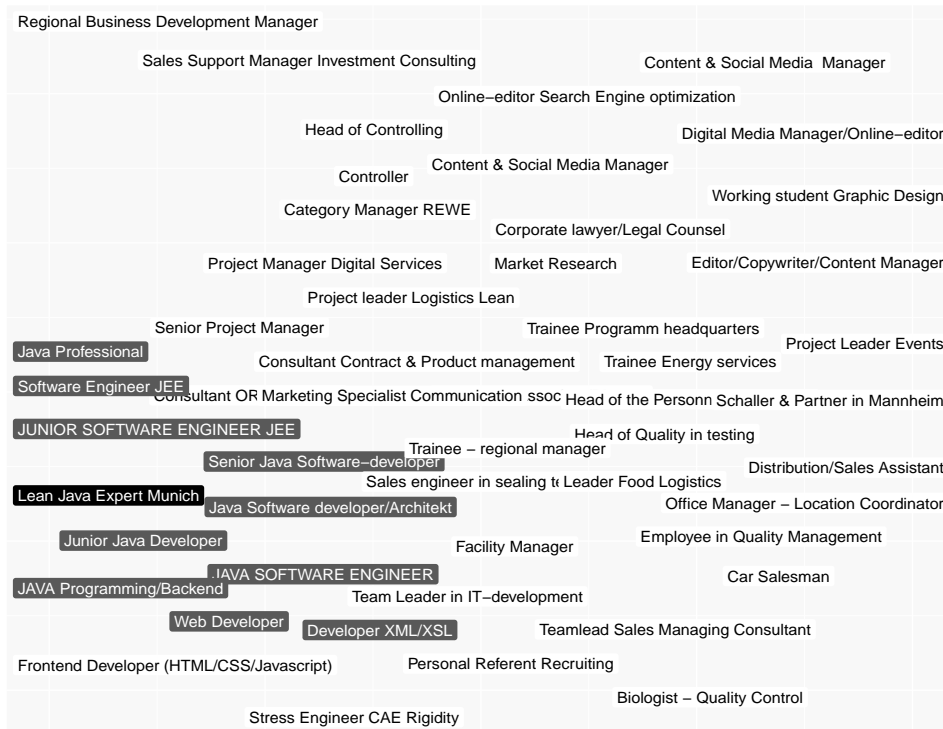 Regional Business Development Manager
Sales Support Manager Investment Consulting
Content & Social Media  Manager
Online−editor Search Engine optimization
Head of Controlling
Digital Media Manager/Online−editor
Content & Social Media Manager
Controller
Working student Graphic Design
Category Manager REWE
Corporate lawyer/Legal Counsel
Project Manager Digital Services
Market Research
Editor/Copywriter/Content Manager
Project leader Logistics Lean
Senior Project Manager
Trainee Programm headquarters
Project Leader Events
Java Professional
Consultant Contract & Product management
Trainee Energy services
Software Engineer JEE
Consultant OR
Marketing Specialist Communication
Head of the
Schaller & Partner in Mannheim
JUNIOR SOFTWARE ENGINEER JEE
Head of Quality in testing
Trainee − regional manager
Senior Java Software−developer
Distribution/Sales Assistant
Sales engineer in sealing
Leader Food Logistics
Lean Java Expert Munich
Java Software developer/Architekt
Office Manager − Location Coordinator
Junior Java Developer
Employee in Quality Management
Facility Manager
JAVA SOFTWARE ENGINEER
Car Salesman
JAVA Programming/Backend
Team Leader in IT−development
Web Developer
Developer XML/XSL
Teamlead Sales Managing Consultant
Frontend Developer (HTML/CSS/Javascript)
Personal Referent Recruiting
Biologist − Quality Control
Stress Engineer CAE Rigidity